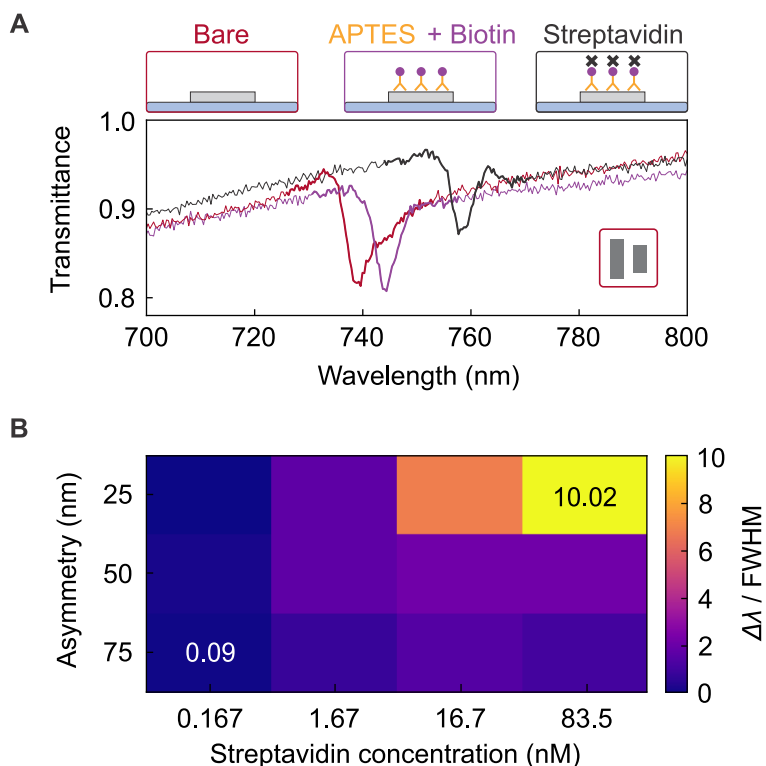 A
Bare
APTES + Biotin
Streptavidin
1.0
0.9
0.8
Transmittance
700 720 740 760 780 800
Wavelength (nm)
B
25
50
75
Asymmetry (nm)
10.02
0.09
0.167 1.67 16.7 83.5
Streptavidin concentration (nM)
10
8
6
4
2
0
Δλ / FWHM